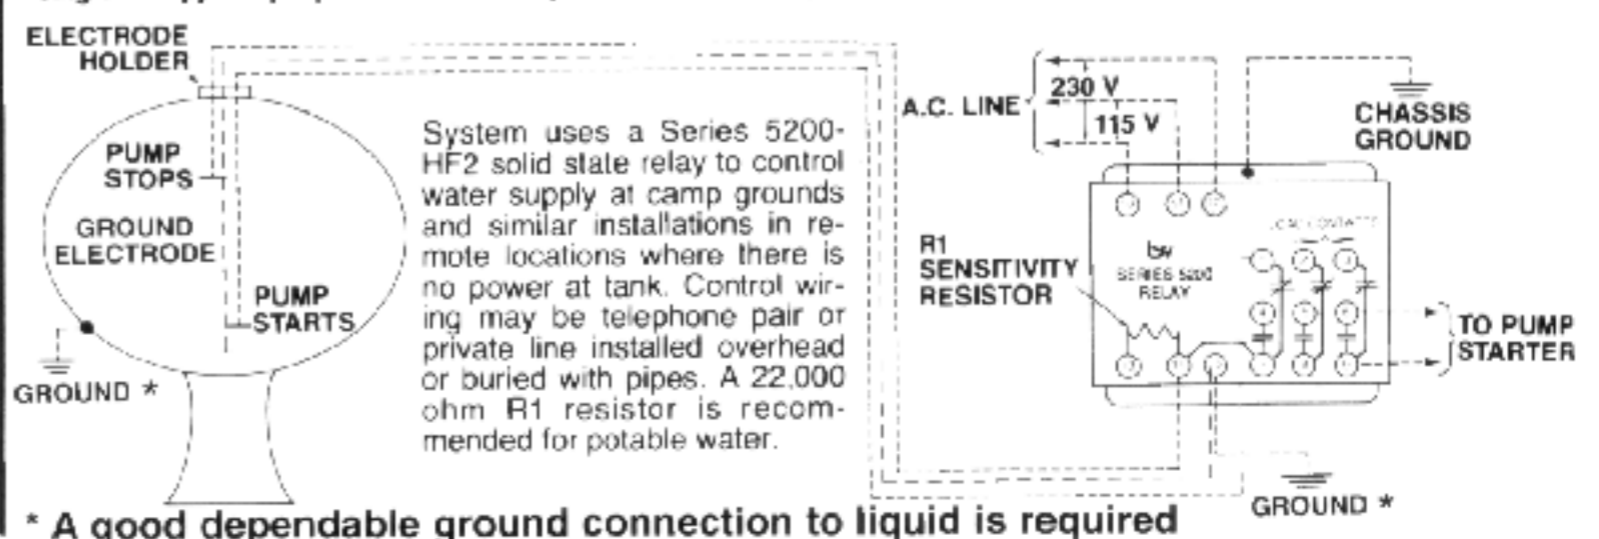 ELECTRODE
HOLDER
PUMP
STOPS
GROUND
ELECTRODE
PUMP
STARTS
GROUND *
System uses a Series 5200-
HF2 solid state relay to control
water supply at camp grounds
and similar installations in re-
mote locations where there is
no power at tank. Control wir-
ing may be telephone pair or
private line installed overhead
or buried with pipes. A 22,000
ohm R1 resistor is recom-
mended for potable water.
A.C. LINE
230 V
115 V
CHASSIS
GROUND
R1
SENSITIVITY
RESISTOR
SERIES 5200
RELAY
TO PUMP
STARTER
GROUND *
* A good dependable ground connection to liquid is required